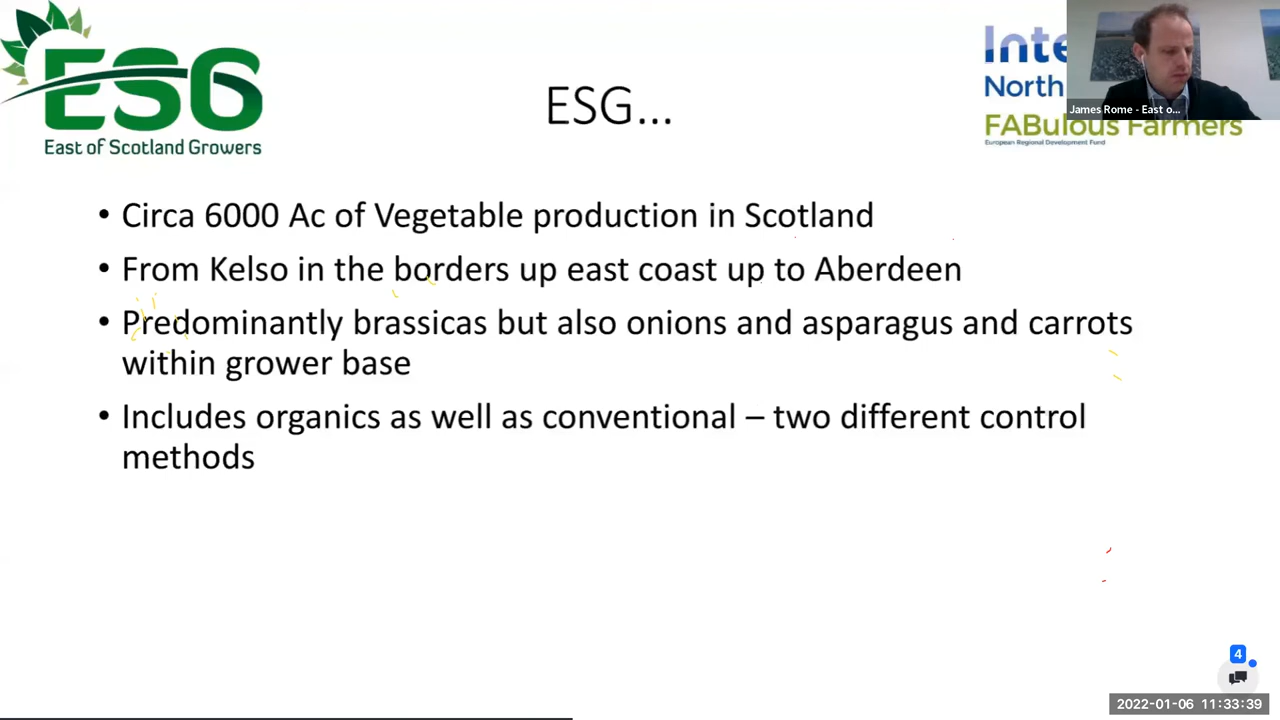 ESG
East of Scotland Growers
ESG...
Inte
North
FABulous Farmers
European Regional Development Fund
James Rome - East o...
• Circa 6000 Ac of Vegetable production in Scotland
• From Kelso in the borders up east coast up to Aberdeen
• Predominantly brassicas but also onions and asparagus and carrots
within grower base
• Includes organics as well as conventional – two different control
methods
4
2022-01-06 11:33:39